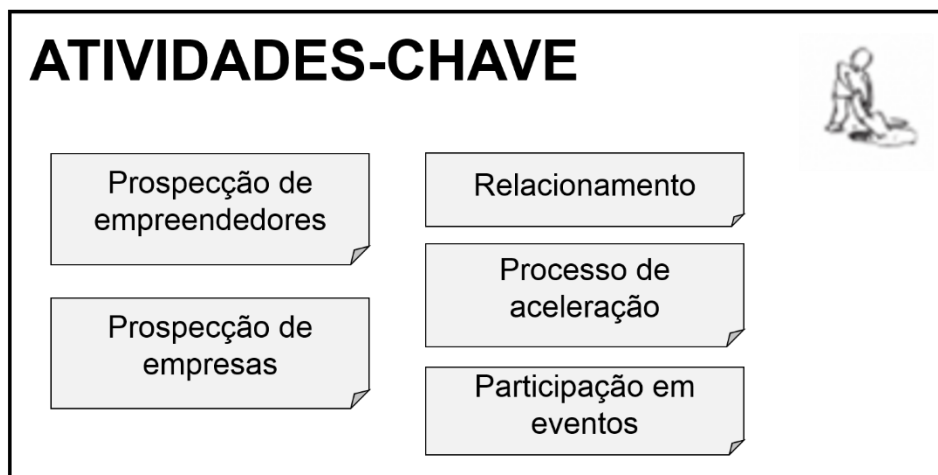 ATIVIDADES-CHAVE
Prospecção de
empreendedores
Prospecção de
empresas
Relacionamento
Processo de
aceleração
Participação em
eventos